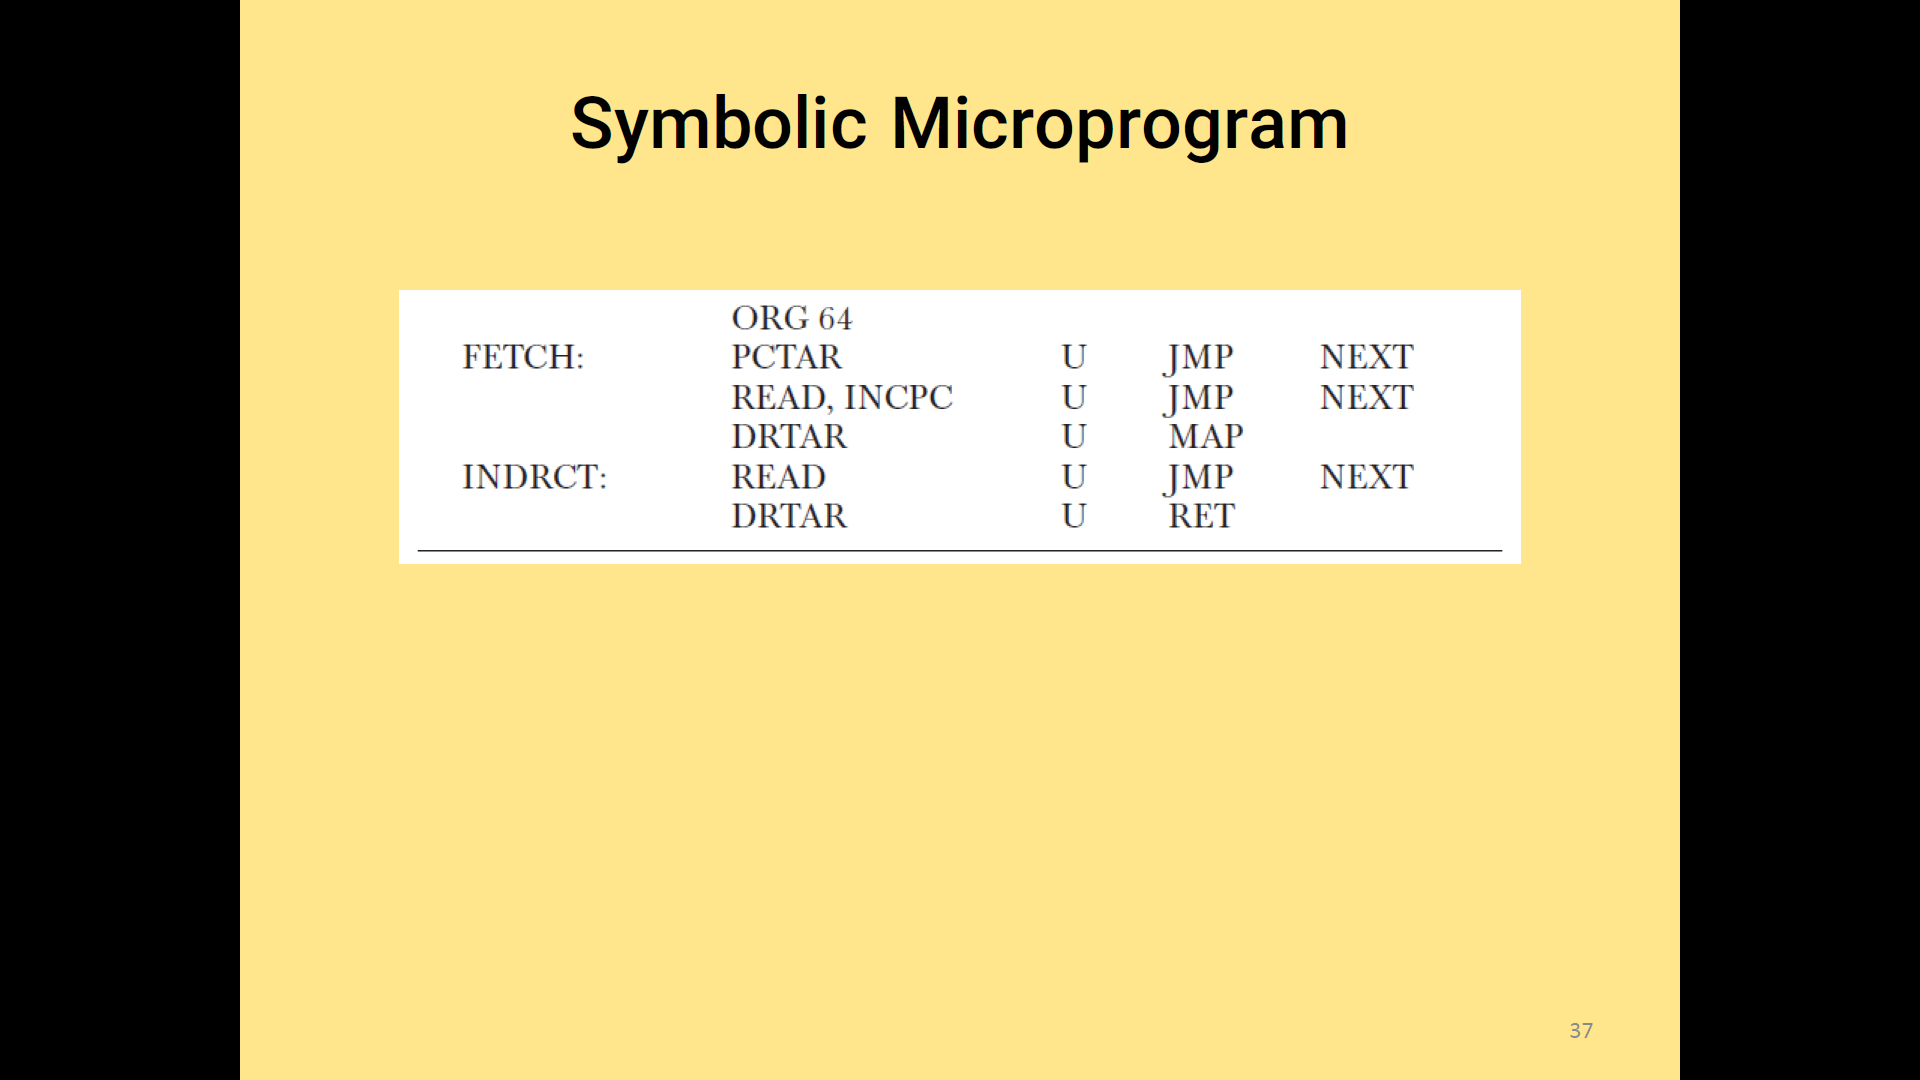 Symbolic Microprogram
ORG 64
FETCH: PCTAR U JMP NEXT
READ, INCPC U JMP NEXT
DRTAR U MAP
INDRCT: READ U JMP NEXT
DRTAR U RET
37